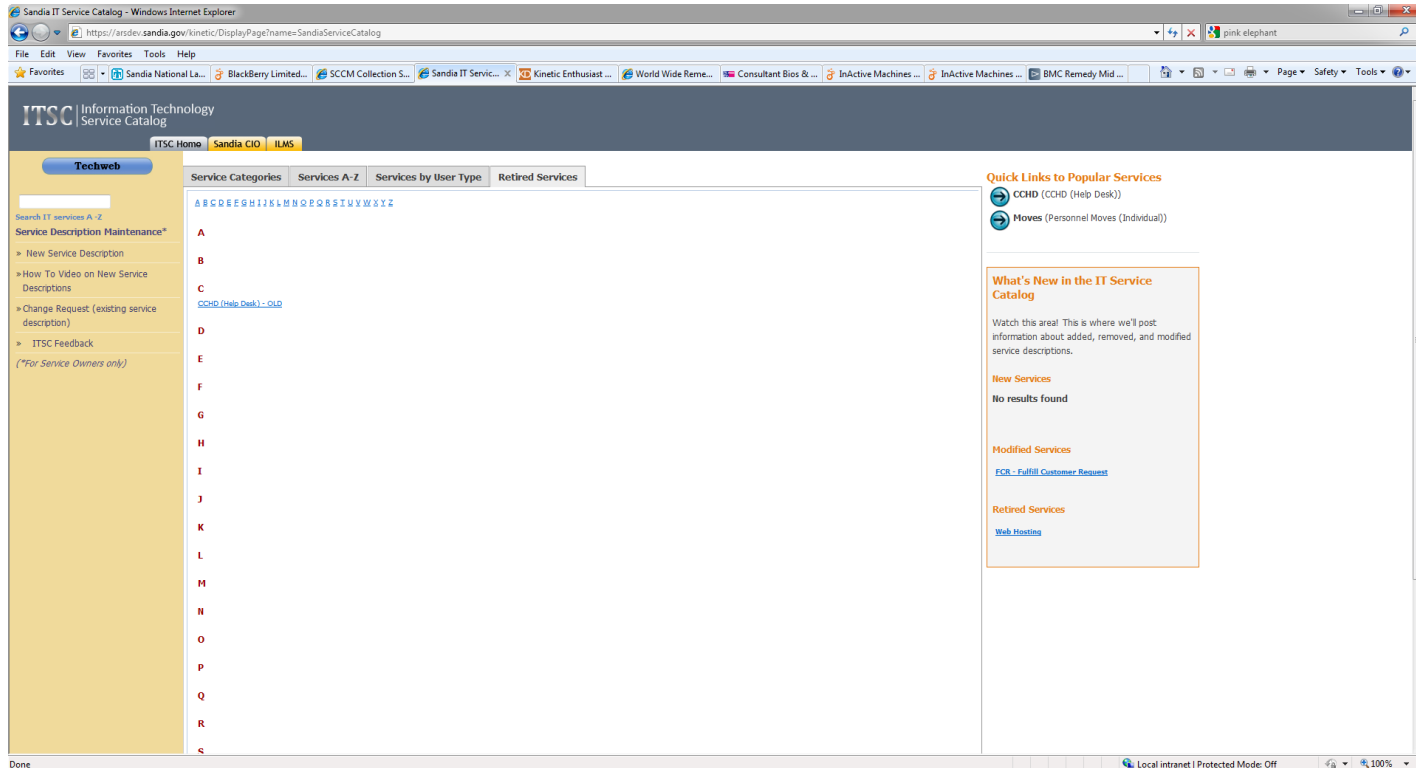 Sandia IT Service Catalog - Windows Internet Explorer
https://arsdev.sandia.gov/kinetic/DisplayPage?name=SandiaServiceCatalog
pink elephant
File Edit View Favorites Tools Help
Favorites
Sandia National La...
BlackBerry Limited...
SCCM Collection S...
Sandia IT Servic...
Kinetic Enthusiast ...
World Wide Reme...
Consultant Bios & ...
InActive Machines ...
InActive Machines ...
BMC Remedy Mid ...
Page Safety Tools
ITSC Information Technology
Service Catalog
ITSC Home Sandia CIO ILMS
Techweb
Search IT services A -Z
Service Description Maintenance*
» New Service Description
» How To Video on New Service
Descriptions
» Change Request (existing service
description)
» ITSC Feedback
(*For Service Owners only)
Service Categories Services A-Z Services by User Type Retired Services
A B C D E F G H I J K L M N O P Q R S T U V W X Y Z
A
B
C
CCHD (Help Desk) - OLD
D
E
F
G
H
I
J
K
L
M
N
O
P
Q
R
S
Quick Links to Popular Services
CCHD (CCHD (Help Desk))
Moves (Personnel Moves (Individual))
What's New in the IT Service
Catalog
Watch this area! This is where we'll post
information about added, removed, and modified
service descriptions.
New Services
No results found
Modified Services
FCR - Fulfill Customer Request
Retired Services
Web Hosting
Done
Local intranet | Protected Mode: Off
100%